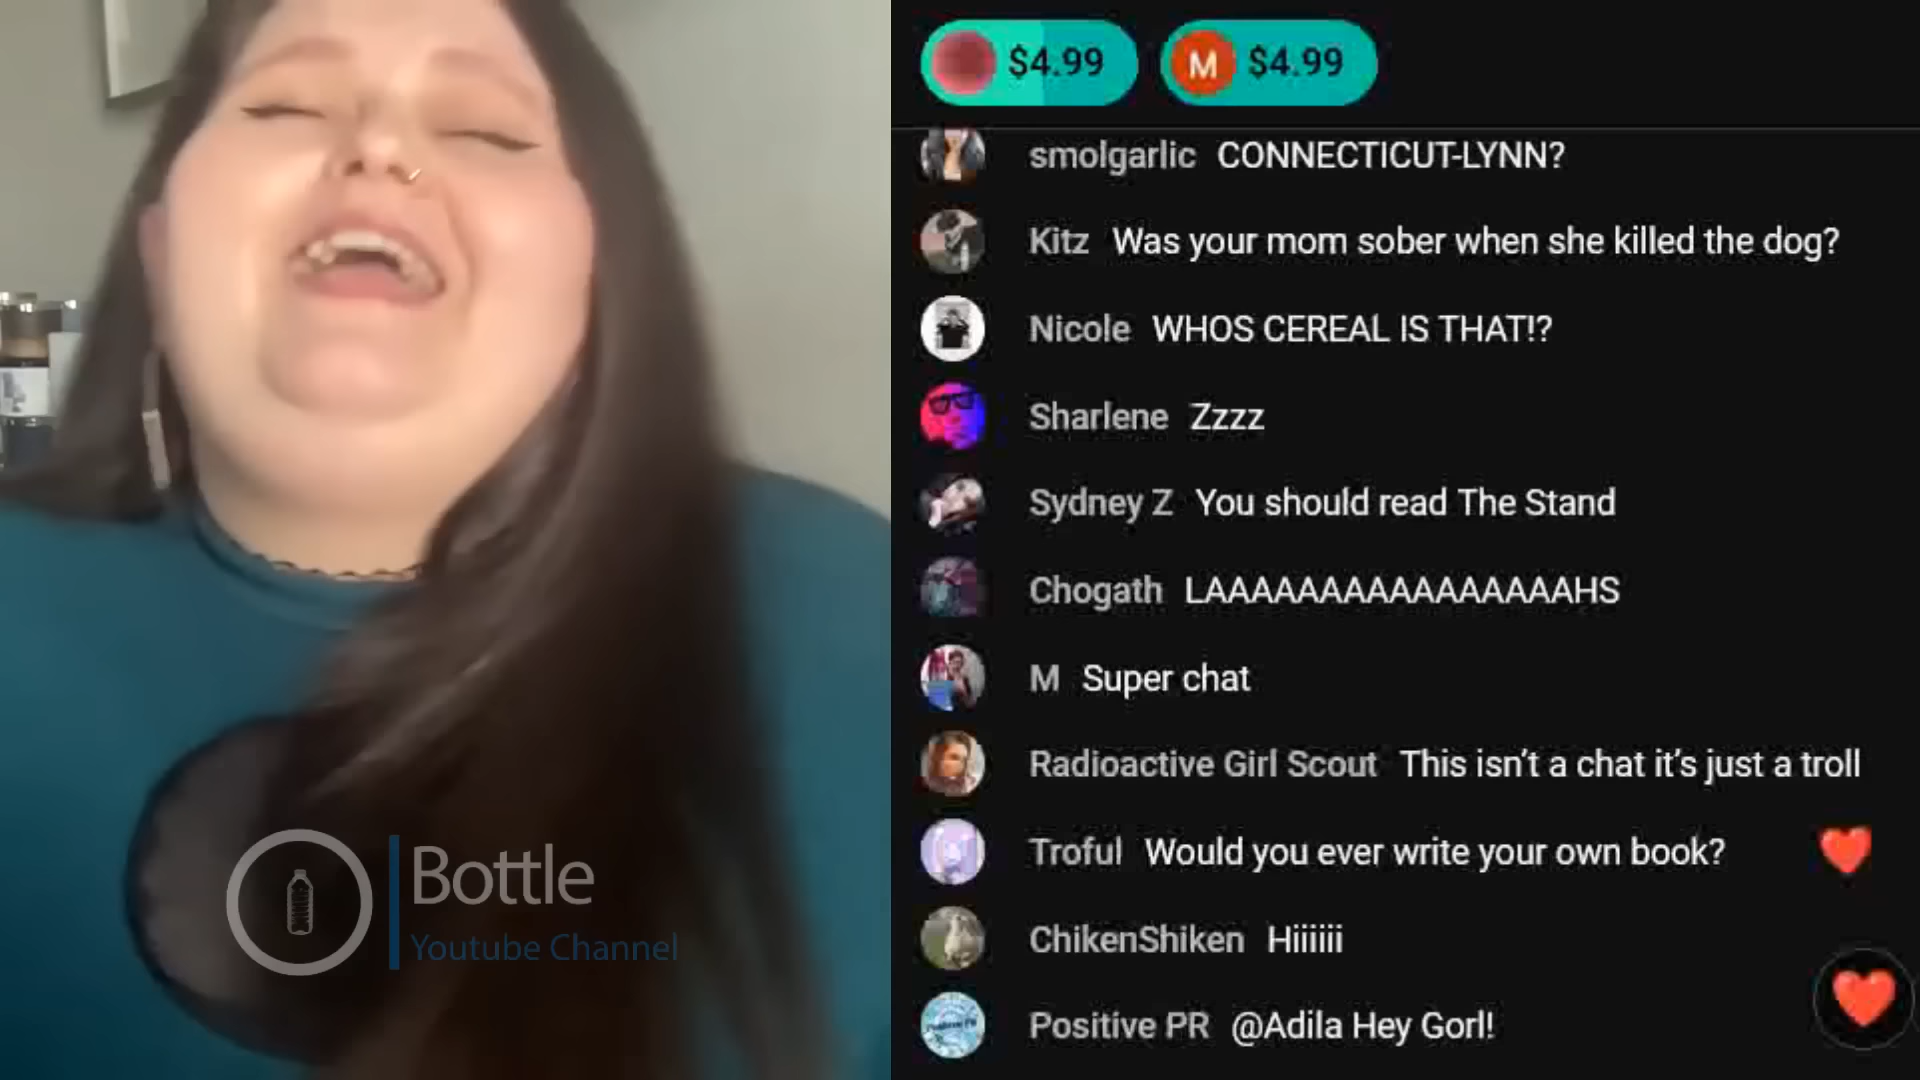 $4.99
M $4.99
smolgarlic CONNECTICUT-LYNN?
Kitz Was your mom sober when she killed the dog?
Nicole WHOS CEREAL IS THAT!?
Sharlene Zzzz
Sydney Z You should read The Stand
Chogath LAAAAAAAAAAAAAAAAHS
M Super chat
Radioactive Girl Scout This isn't a chat it's just a troll
Troful Would you ever write your own book?
ChikenShiken Hiiiiii
Positive PR @Adila Hey Gorl!
Bottle
Youtube Channel